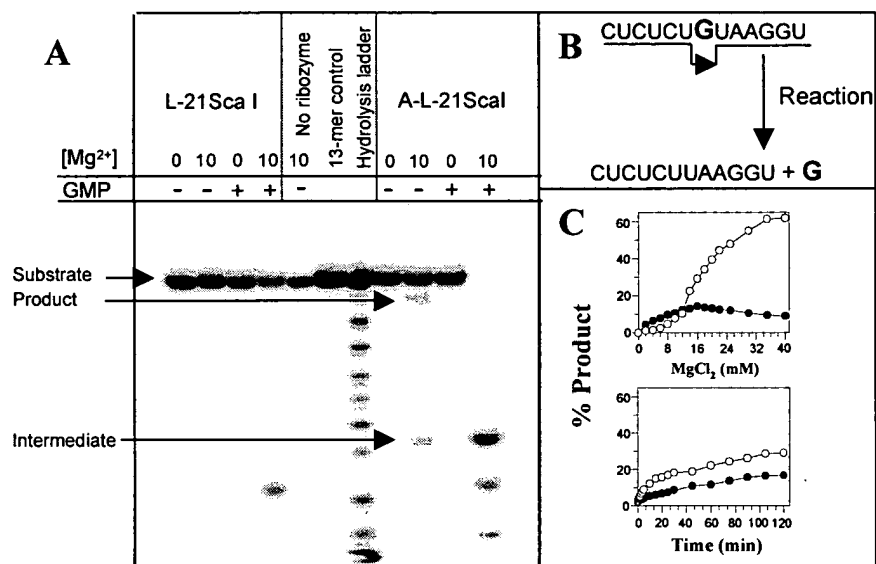 A
L-21Sca I
No ribozyme
13-mer control
Hydrolysis ladder
A-L-21ScaI
[Mg2+] 0 10 0 10 10 0 10 0 10
GMP - - + + - - - + +
Substrate
Product
Intermediate
B
CUCUCUGUAAGGU
Reaction
CUCUCUUAAGGU + G
C
% Product
60
40
20
0
0 8 16 24 32 40
MgCl2 (mM)
60
40
20
0
0 20 40 60 80 100 120
Time (min)